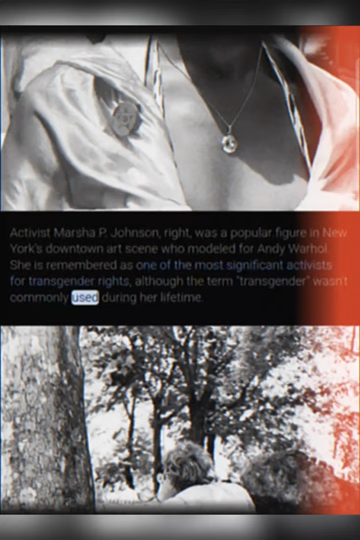 Activist Marsha P. Johnson, right, was a popular figure in New
York's downtown art scene who modeled for Andy Warhol.
She is remembered as one of the most significant activists
for transgender rights, although the term "transgender" wasn't
commonly used during her lifetime.